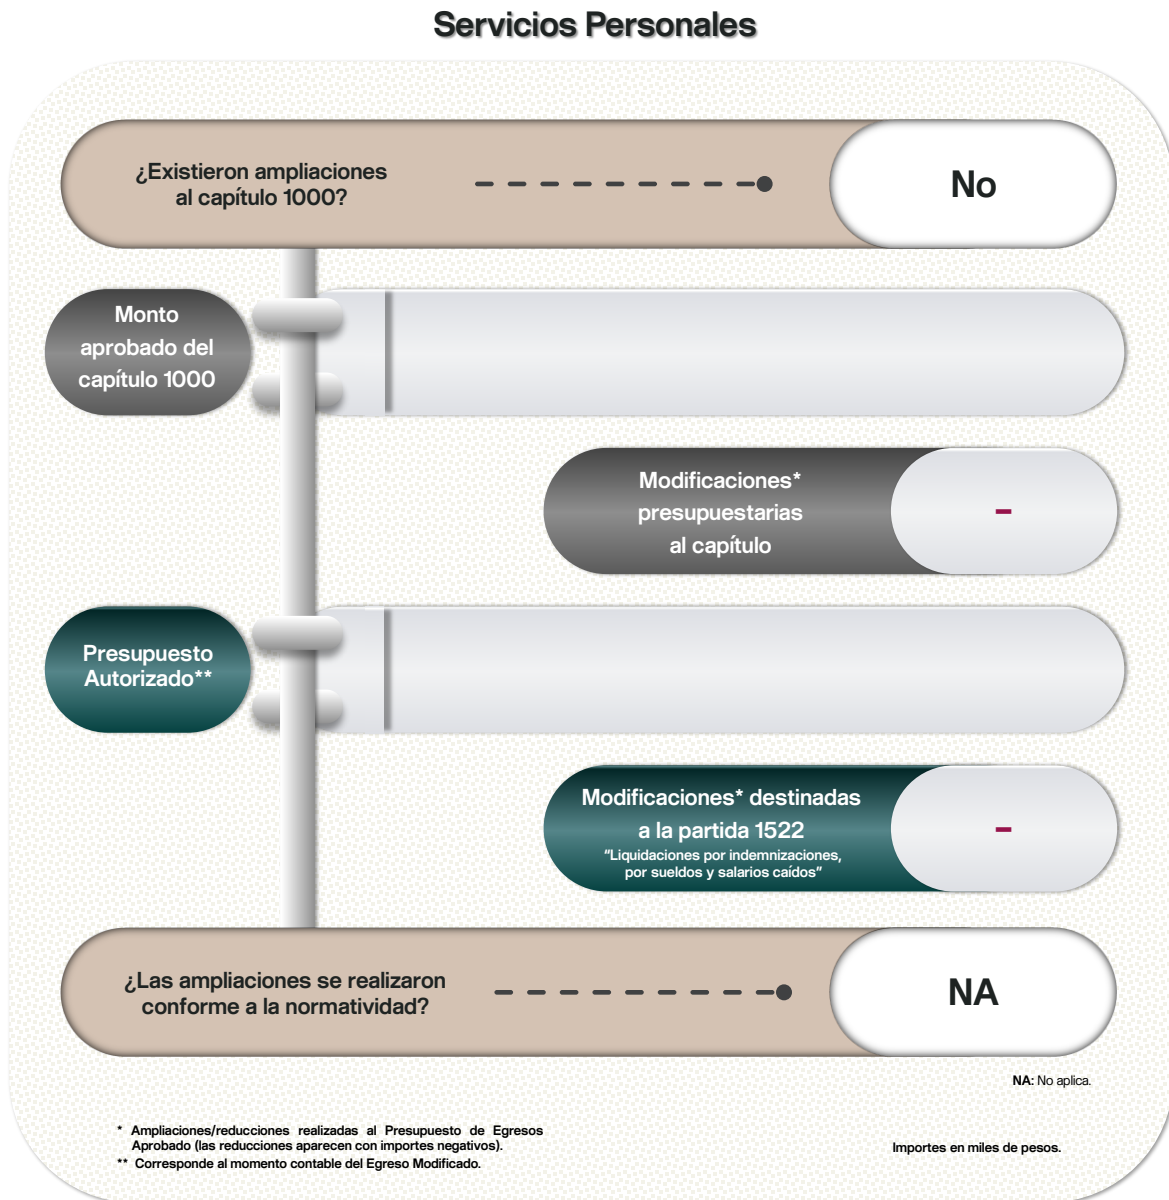 Servicios Personales
¿Existieron ampliaciones
al capítulo 1000?
No
Monto
aprobado del
capítulo 1000
Modificaciones*
presupuestarias
al capítulo
-
Presupuesto
Autorizado**
Modificaciones* destinadas
a la partida 1522
"Liquidaciones por indemnizaciones,
por sueldos y salarios caídos"
-
¿Las ampliaciones se realizaron
conforme a la normatividad?
NA
NA: No aplica.
* Ampliaciones/reducciones realizadas al Presupuesto de Egresos
Aprobado (las reducciones aparecen con importes negativos).
** Corresponde al momento contable del Egreso Modificado.
Importes en miles de pesos.